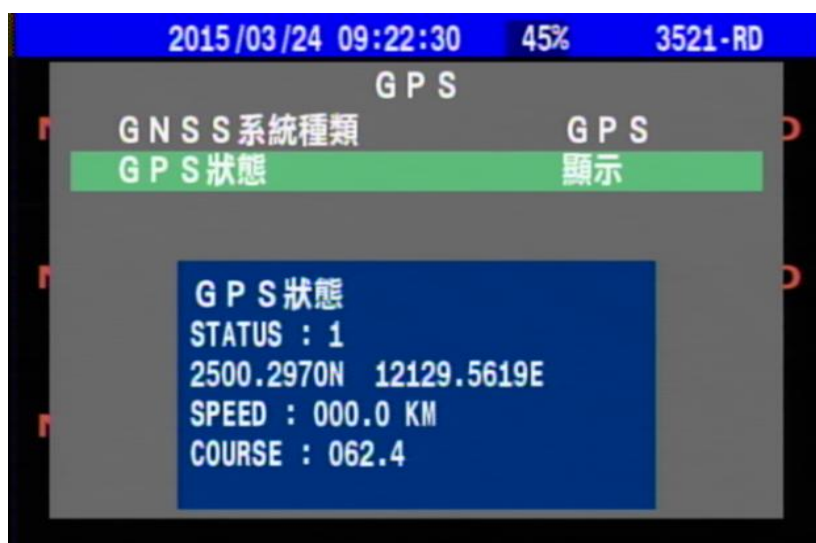 2015/03/24 09:22:30 45% 3521-RD
GPS
GNSS系統種類 GPS
GPS狀態 顯示
GPS狀態
STATUS : 1
2500.2970N 12129.5619E
SPEED : 000.0 KM
COURSE : 062.4